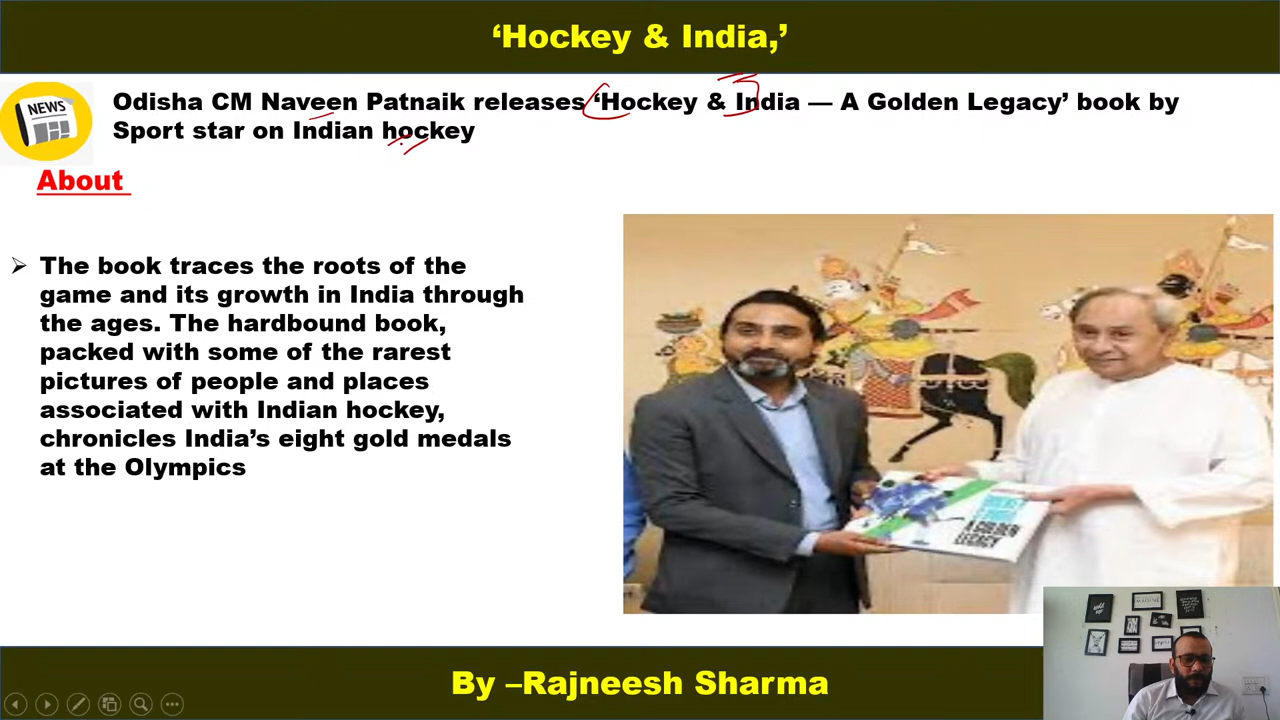 ‘Hockey & India,’
NEWS
Odisha CM Naveen Patnaik releases ‘Hockey & India — A Golden Legacy’ book by
Sport star on Indian hockey
About
The book traces the roots of the
game and its growth in India through
the ages. The hardbound book,
packed with some of the rarest
pictures of people and places
associated with Indian hockey,
chronicles India’s eight gold medals
at the Olympics
A GOLDEN
LEGACY
By –Rajneesh Sharma